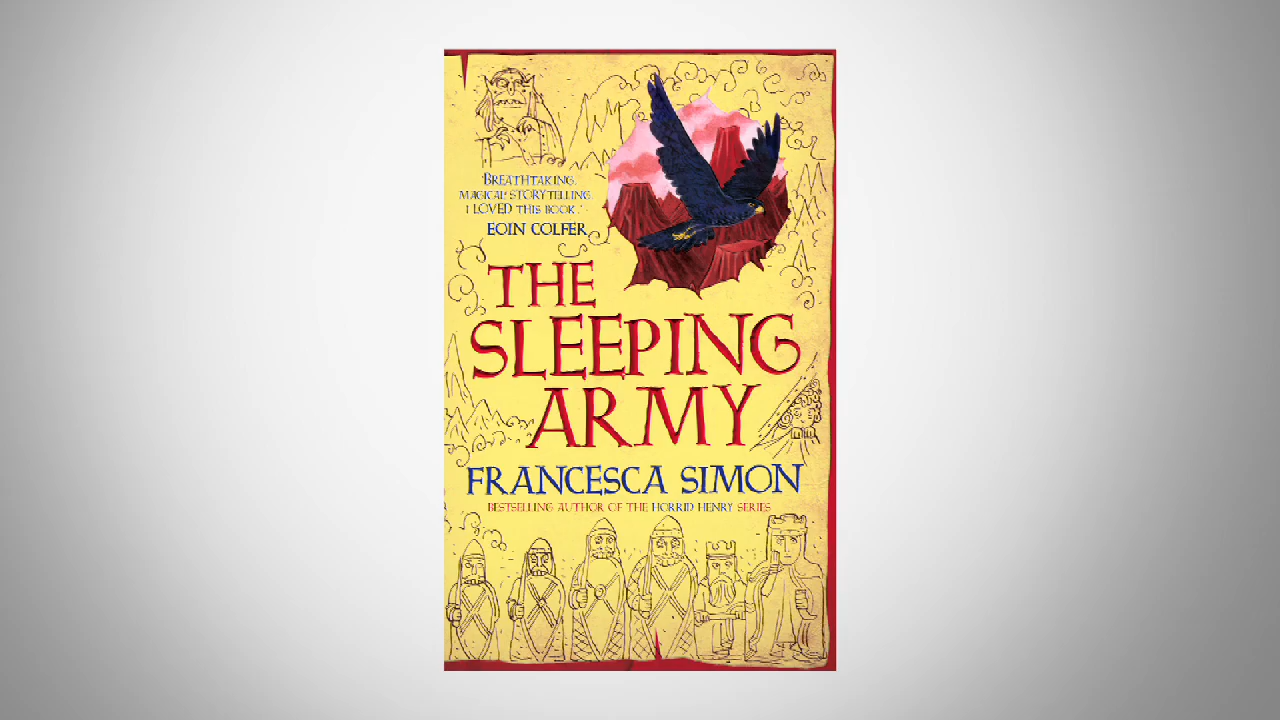 'BREATHTAKING,
MAGICAL STORYTELLING.
I LOVED THIS BOOK.'
EOIN COLFER
THE
SLEEPING
ARMY
FRANCESCA SIMON
BESTSELLING AUTHOR OF THE HORRID HENRY SERIES